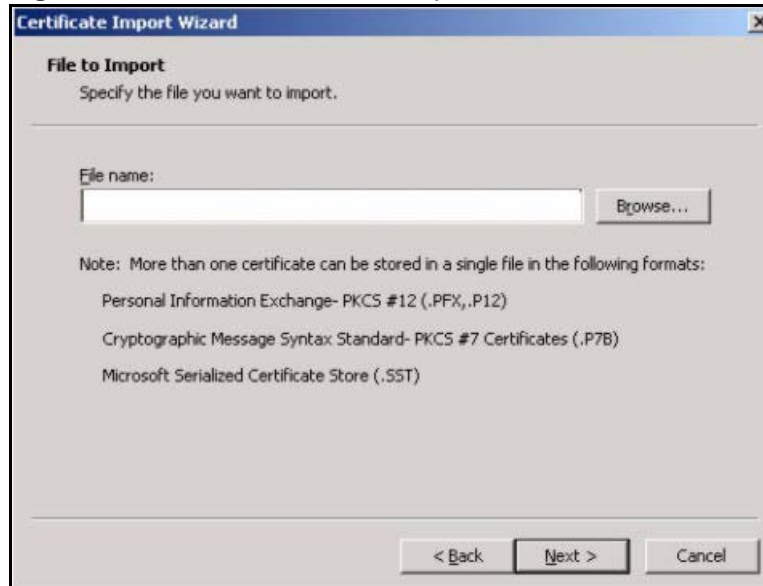 Certificate Import Wizard
File to Import
Specify the file you want to import.
File name:
Browse...
Note: More than one certificate can be stored in a single file in the following formats:
Personal Information Exchange- PKCS #12 (.PFX,.P12)
Cryptographic Message Syntax Standard- PKCS #7 Certificates (.P7B)
Microsoft Serialized Certificate Store (.SST)
< Back Next > Cancel